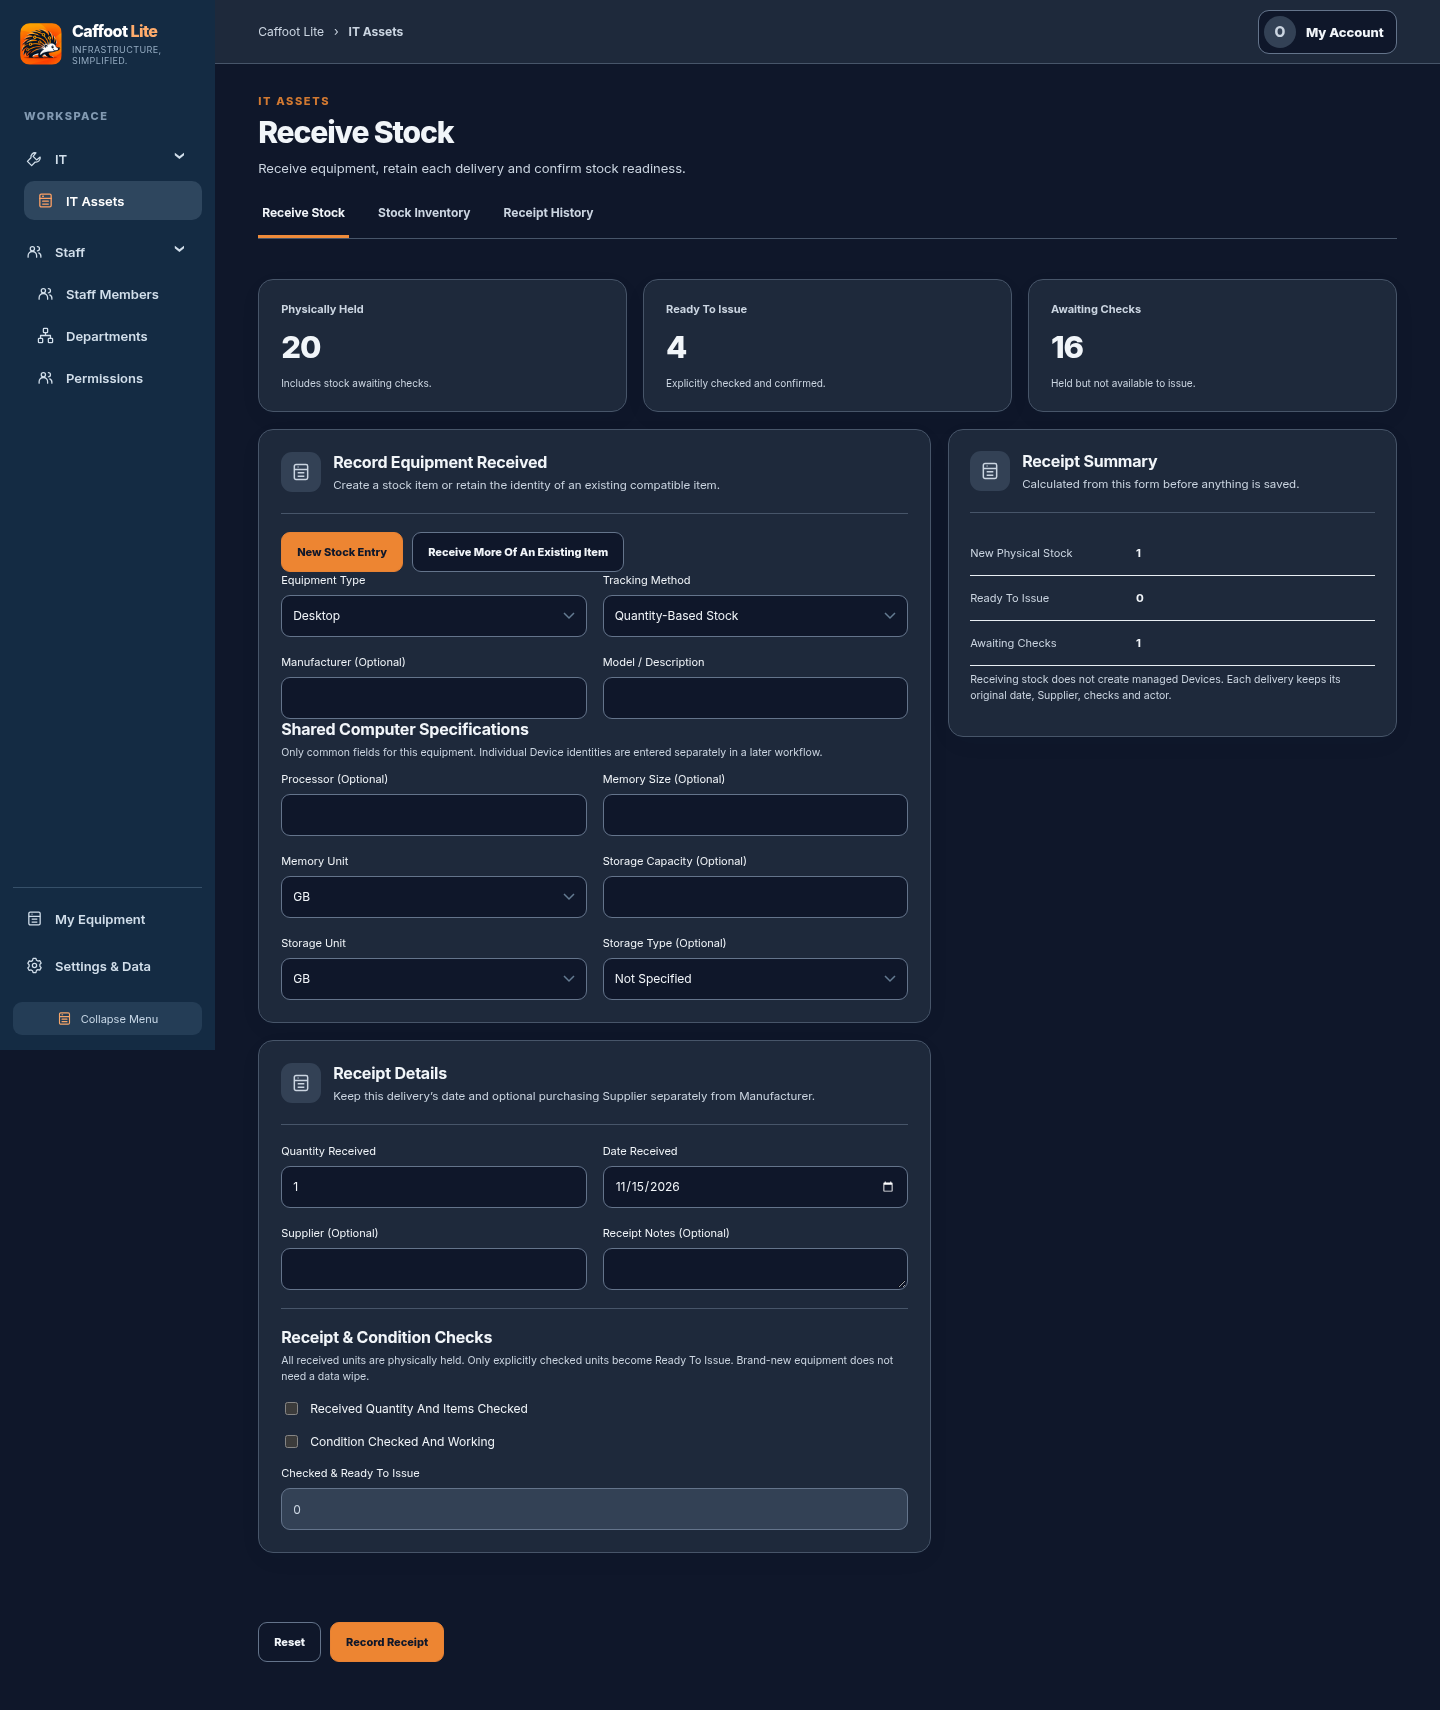 Caffoot Lite
INFRASTRUCTURE,
SIMPLIFIED.
WORKSPACE
IT
IT Assets
Staff
Staff Members
Departments
Permissions
My Equipment
Settings & Data
Collapse Menu
Caffoot Lite › IT Assets
O My Account
IT ASSETS
Receive Stock
Receive equipment, retain each delivery and confirm stock readiness.
Receive Stock Stock Inventory Receipt History
Physically Held
20
Includes stock awaiting checks.
Ready To Issue
4
Explicitly checked and confirmed.
Awaiting Checks
16
Held but not available to issue.
Record Equipment Received
Create a stock item or retain the identity of an existing compatible item.
New Stock Entry Receive More Of An Existing Item
Equipment Type Tracking Method
Desktop Quantity-Based Stock
Manufacturer (Optional) Model / Description
Shared Computer Specifications
Only common fields for this equipment. Individual Device identities are entered separately in a later workflow.
Processor (Optional) Memory Size (Optional)
Memory Unit Storage Capacity (Optional)
GB
Storage Unit Storage Type (Optional)
GB Not Specified
Receipt Summary
Calculated from this form before anything is saved.
New Physical Stock 1
Ready To Issue 0
Awaiting Checks 1
Receiving stock does not create managed Devices. Each delivery keeps its
original date, Supplier, checks and actor.
Receipt Details
Keep this delivery's date and optional purchasing Supplier separately from Manufacturer.
Quantity Received Date Received
1 11/15/2026
Supplier (Optional) Receipt Notes (Optional)
Receipt & Condition Checks
All received units are physically held. Only explicitly checked units become Ready To Issue. Brand-new equipment does not
need a data wipe.
Received Quantity And Items Checked
Condition Checked And Working
Checked & Ready To Issue
0
Reset Record Receipt